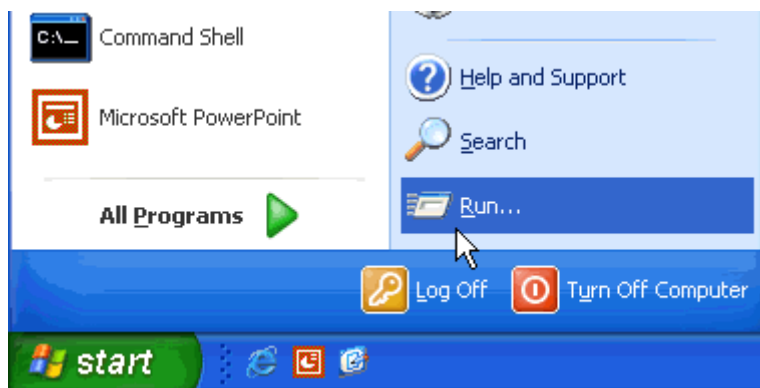 C:\_
Command Shell
Microsoft PowerPoint
All Programs
Help and Support
Search
Run...
Log Off
Turn Off Computer
start